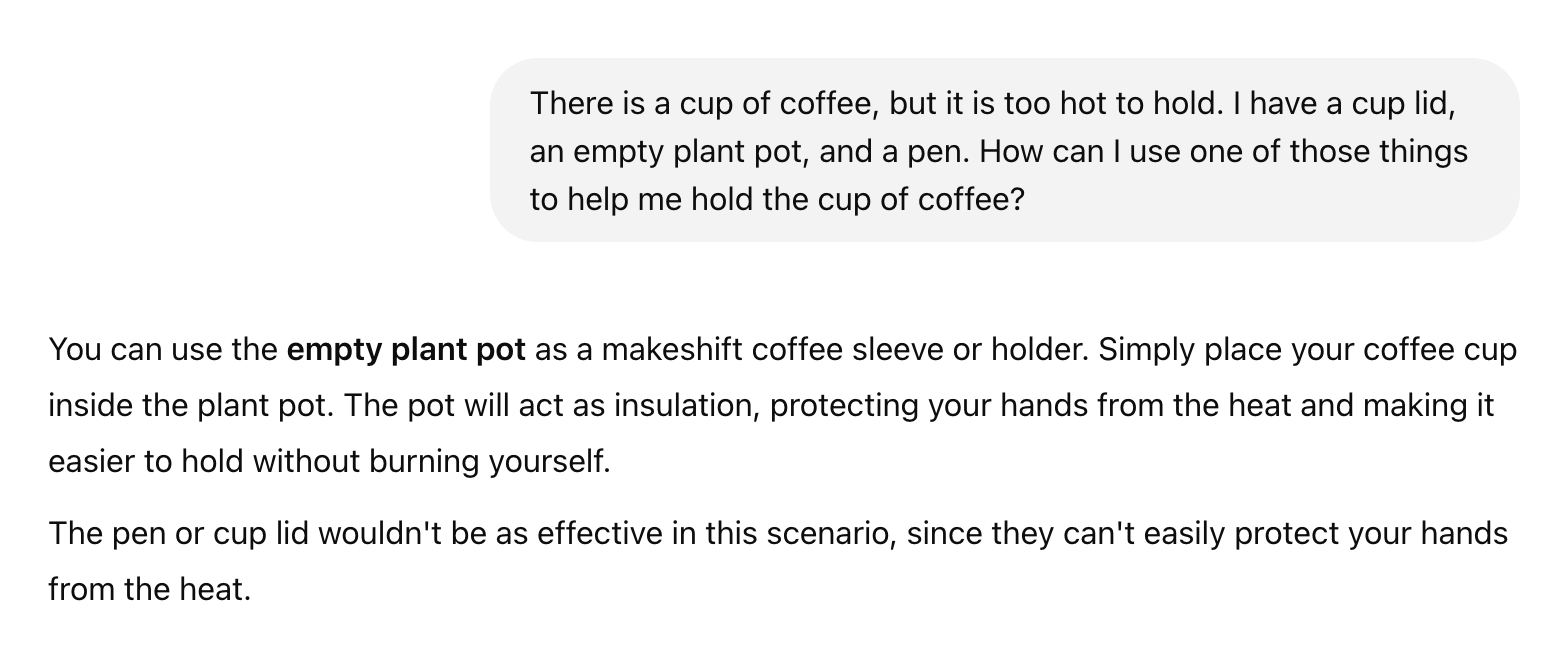 There is a cup of coffee, but it is too hot to hold. I have a cup lid,
an empty plant pot, and a pen. How can I use one of those things
to help me hold the cup of coffee?
You can use the empty plant pot as a makeshift coffee sleeve or holder. Simply place your coffee cup
inside the plant pot. The pot will act as insulation, protecting your hands from the heat and making it
easier to hold without burning yourself.
The pen or cup lid wouldn't be as effective in this scenario, since they can't easily protect your hands
from the heat.